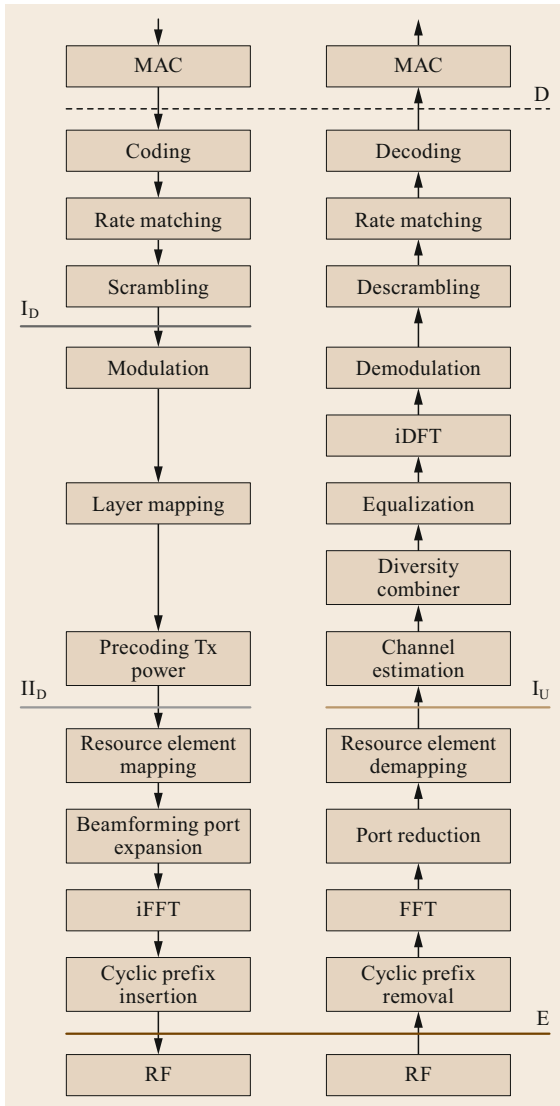 MAC
MAC
D
Coding
Decoding
Rate matching
Rate matching
Scrambling
Descrambling
I_D
Modulation
Demodulation
iDFT
Layer mapping
Equalization
Diversity
combiner
Precoding Tx
power
Channel
estimation
II_D
I_U
Resource element
mapping
Resource element
demapping
Beamforming port
expansion
Port reduction
iFFT
FFT
Cyclic prefix
insertion
Cyclic prefix
removal
E
RF
RF